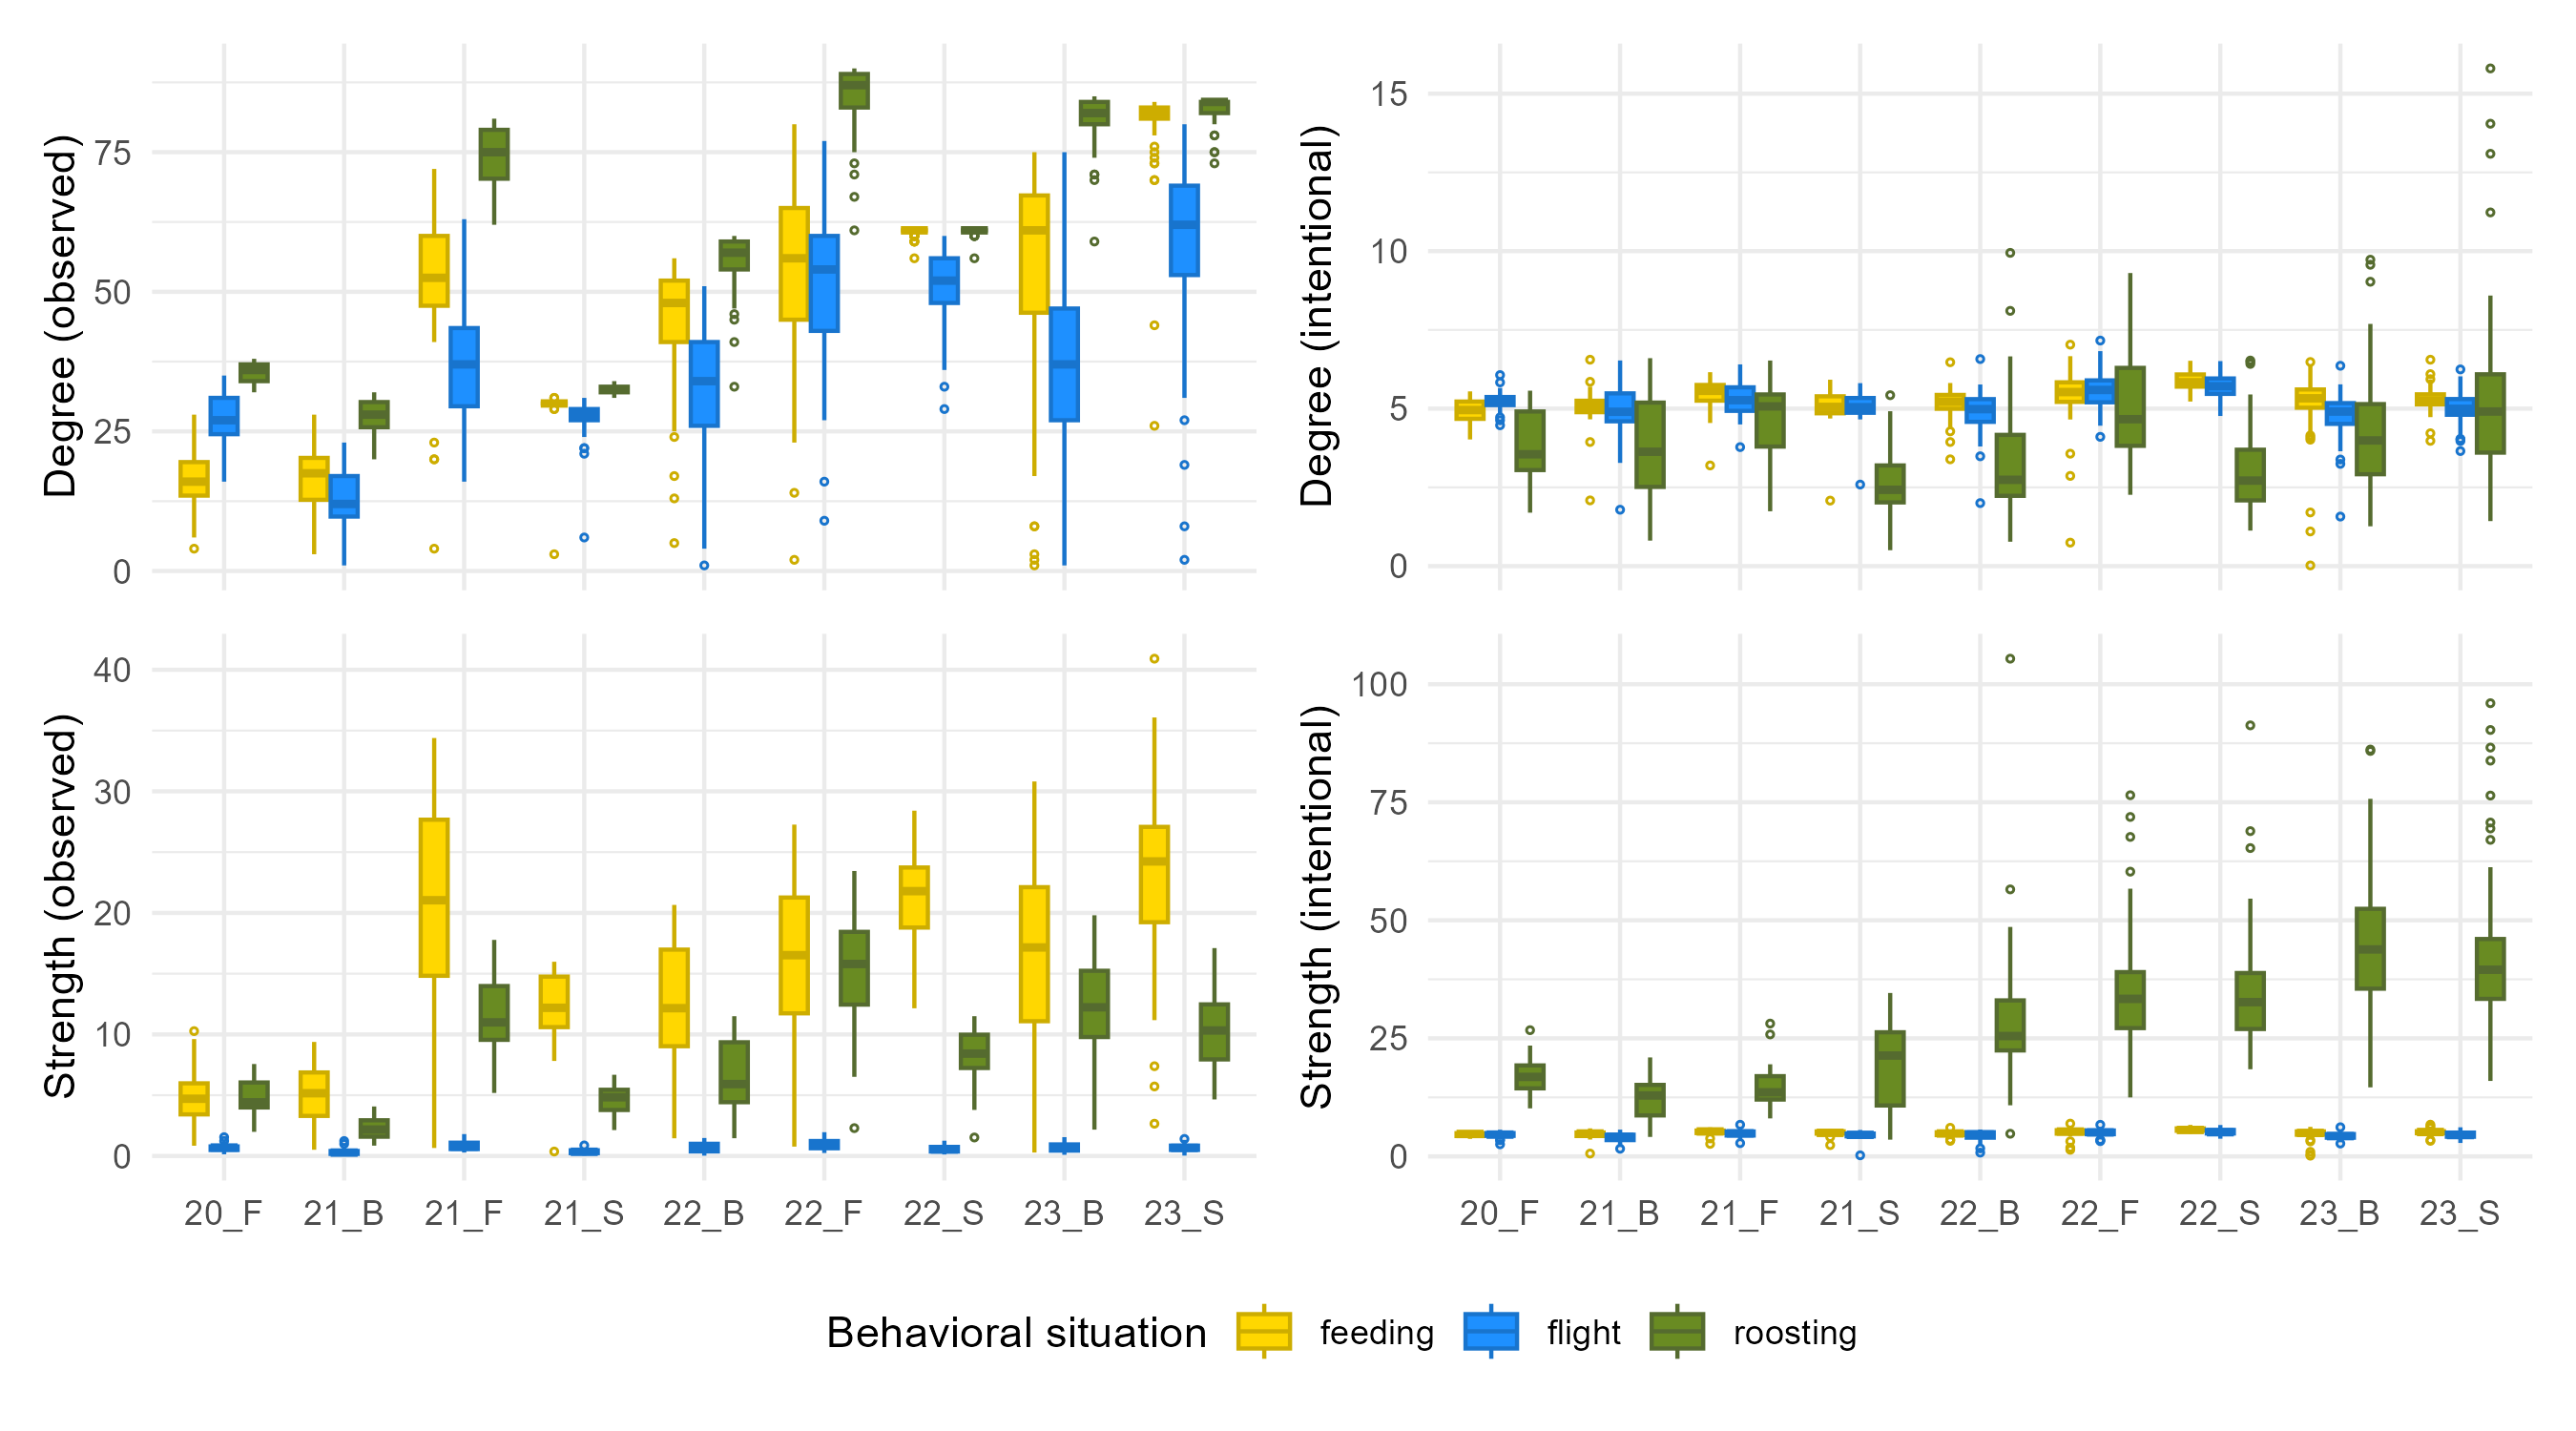 Degree (observed)
75
50
25
0
Degree (intentional)
15
10
5
0
Strength (observed)
40
30
20
10
0
20_F 21_B 21_F 21_S 22_B 22_F 22_S 23_B 23_S
Strength (intentional)
100
75
50
25
0
20_F 21_B 21_F 21_S 22_B 22_F 22_S 23_B 23_S
Behavioral situation feeding flight roosting